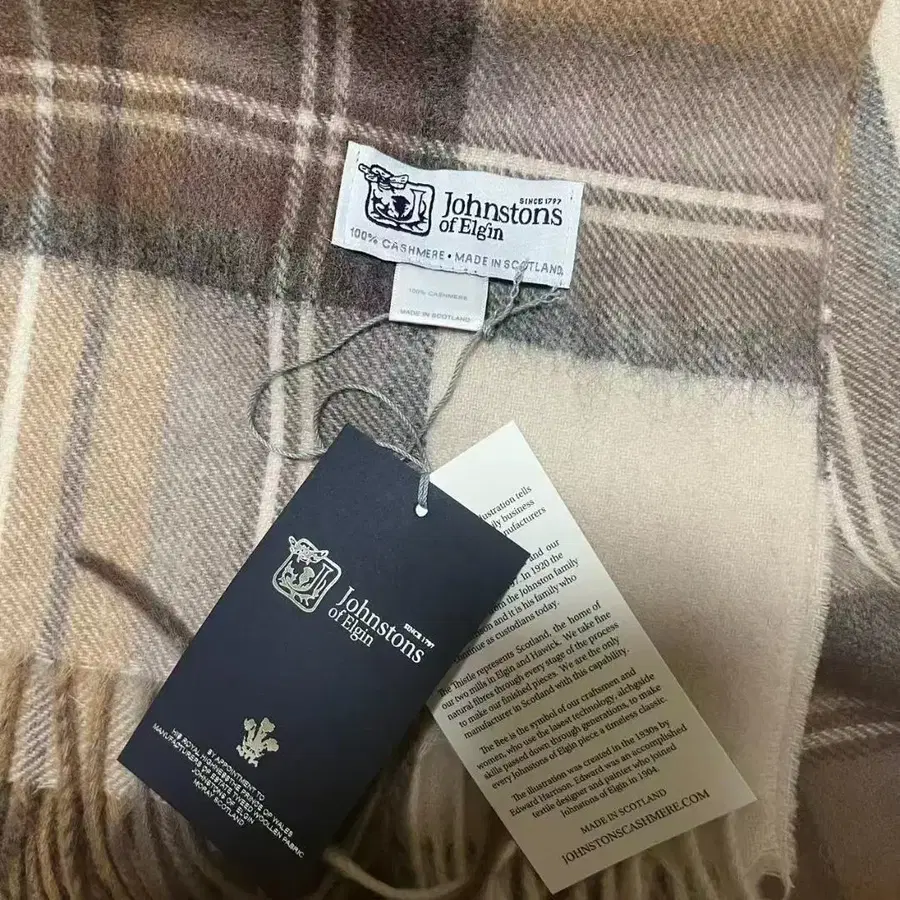 Johnstons
SINCE 1797
of Elgin
100% CASHMERE • MADE IN SCOTLAND
100% CASHMERE
MADE IN SCOTLAND
Johnstons
SINCE 1797
of Elgin
BY APPOINTMENT TO
HIS ROYAL HIGHNESS THE PRINCE OF WALES
MANUFACTURERS OF ESTATE TWEED WOOLLEN FABRIC
JOHNSTONS OF ELGIN
MORAY SCOTLAND
llustration tells
ily business
nufacturers
and our
7. In 1920 the
om the Johnston family
son and it is his family who
continue as custodians today.
The Thistle represents Scotland, the home of
our two mills in Elgin and Hawick. We take fine
natural fibres through every stage of the process
to make our finished pieces. We are the only
manufacturer in Scotland with this capability.
The Bee is the symbol of our craftsmen and
women, who use the latest technology, alongside
skills passed down through generations, to make
every Johnstons of Elgin piece a timeless classic.
The illustration was created in the 1930s by
Edward Harrison. Edward was an accomplished
textile designer and painter who joined
Johnstons of Elgin in 1904.
MADE IN SCOTLAND
JOHNSTONSCASHMERE.COM